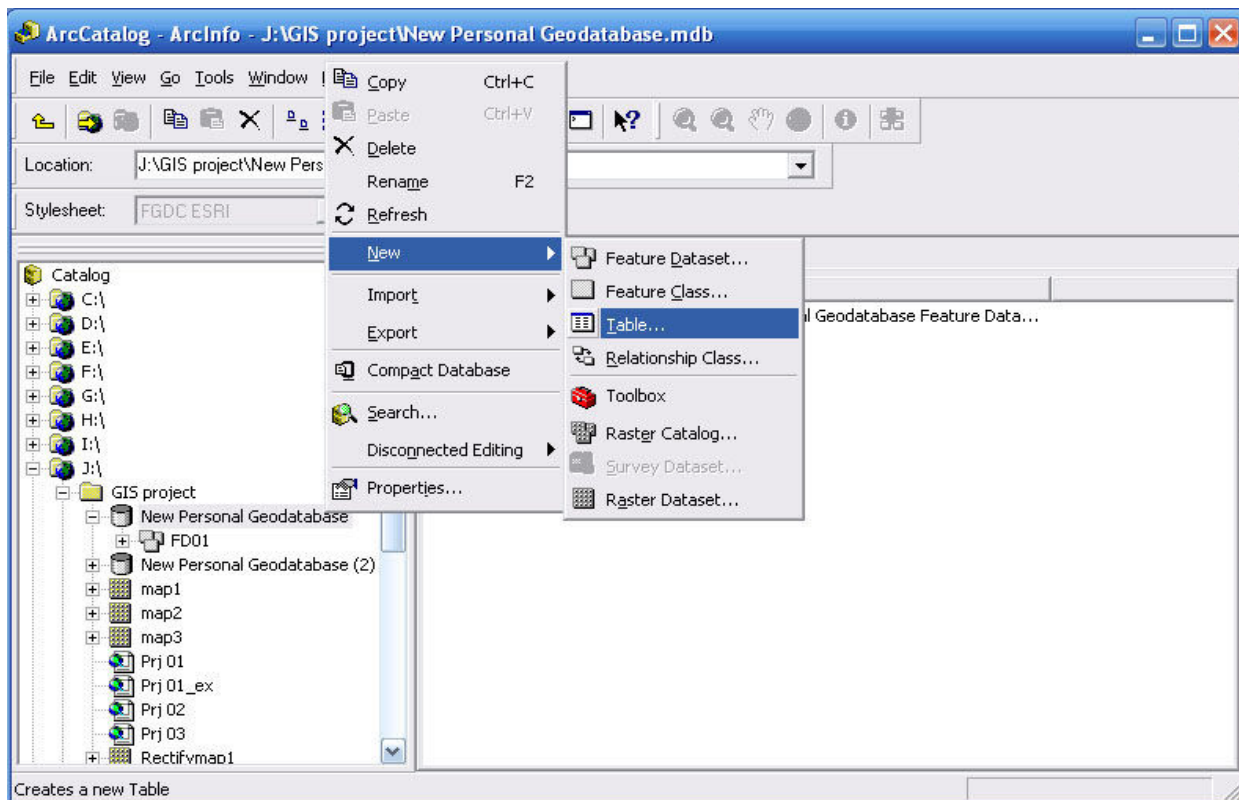 ArcCatalog - ArcInfo - J:\GIS project\New Personal Geodatabase.mdb
File Edit View Go Tools Window
Copy Ctrl+C
Paste Ctrl+V
Delete
Rename F2
Refresh
New
Import
Export
Compact Database
Search...
Disconnected Editing
Properties...
Feature Dataset...
Feature Class...
Table...
Relationship Class...
Toolbox
Raster Catalog...
Survey Dataset...
Raster Dataset...
Location: J:\GIS project\New Pers
Stylesheet: FGDC ESRI
Catalog
C:\
D:\
E:\
F:\
G:\
H:\
I:\
J:\
GIS project
New Personal Geodatabase
FD01
New Personal Geodatabase (2)
map1
map2
map3
Prj 01
Prj 01_ex
Prj 02
Prj 03
Rectifymap1
l Geodatabase Feature Data...
Creates a new Table